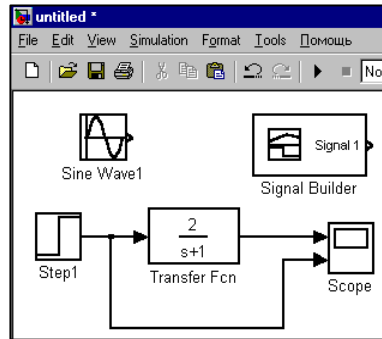 untitled *
File Edit View Simulation Format Tools Помощь
No
Sine Wave1
Signal 1
Signal Builder
Step1
2
s+1
Transfer Fcn
Scope